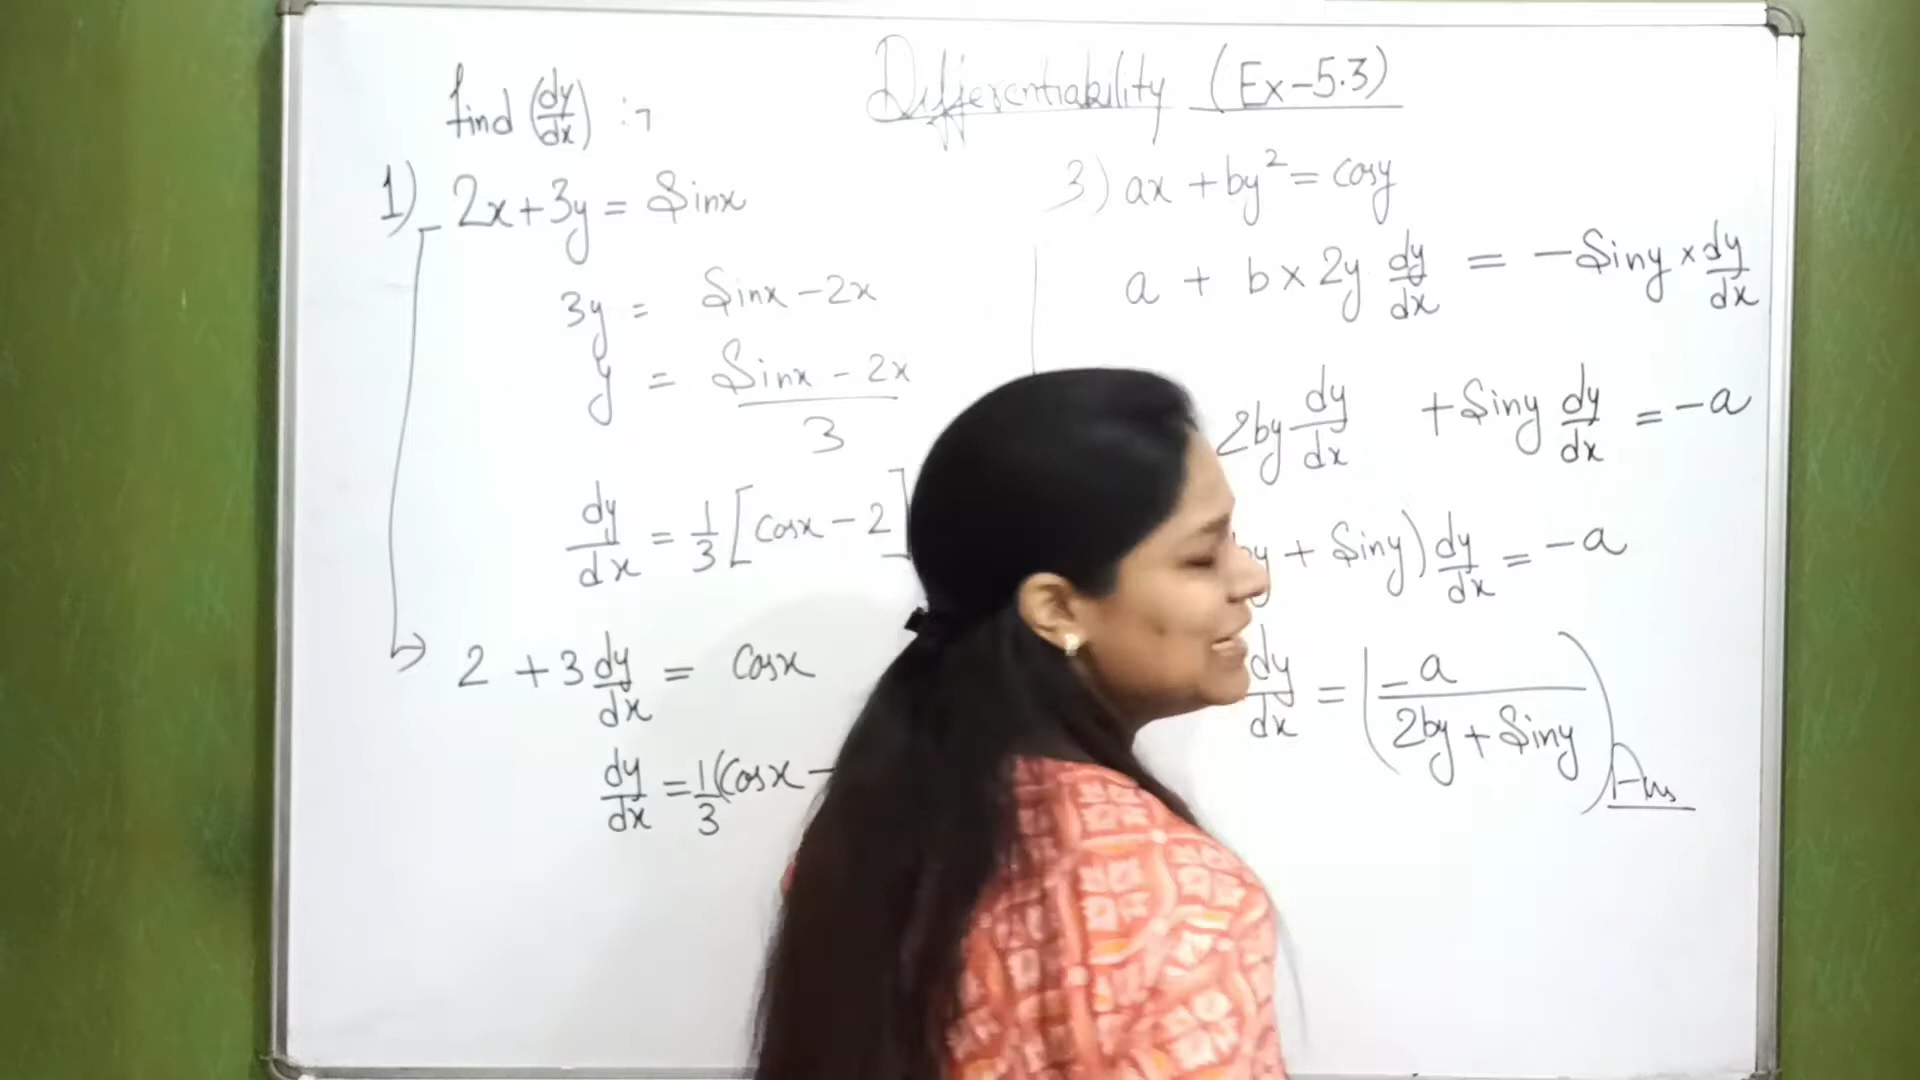 Differentiability (Ex-5.3)
find (dy/dx) :-
1) 2x+3y = Sinx
3y = Sinx - 2x
y = Sinx - 2x / 3
dy/dx = 1/3 [Cosx - 2]
2 + 3 dy/dx = Cosx
dy/dx = 1/3 (Cosx -
3) ax + by² = cosy
a + b × 2y dy/dx = - Siny × dy/dx
2by dy/dx + Siny dy/dx = -a
y + Siny) dy/dx = -a
dy/dx = ( -a / 2by + Siny )
Ans